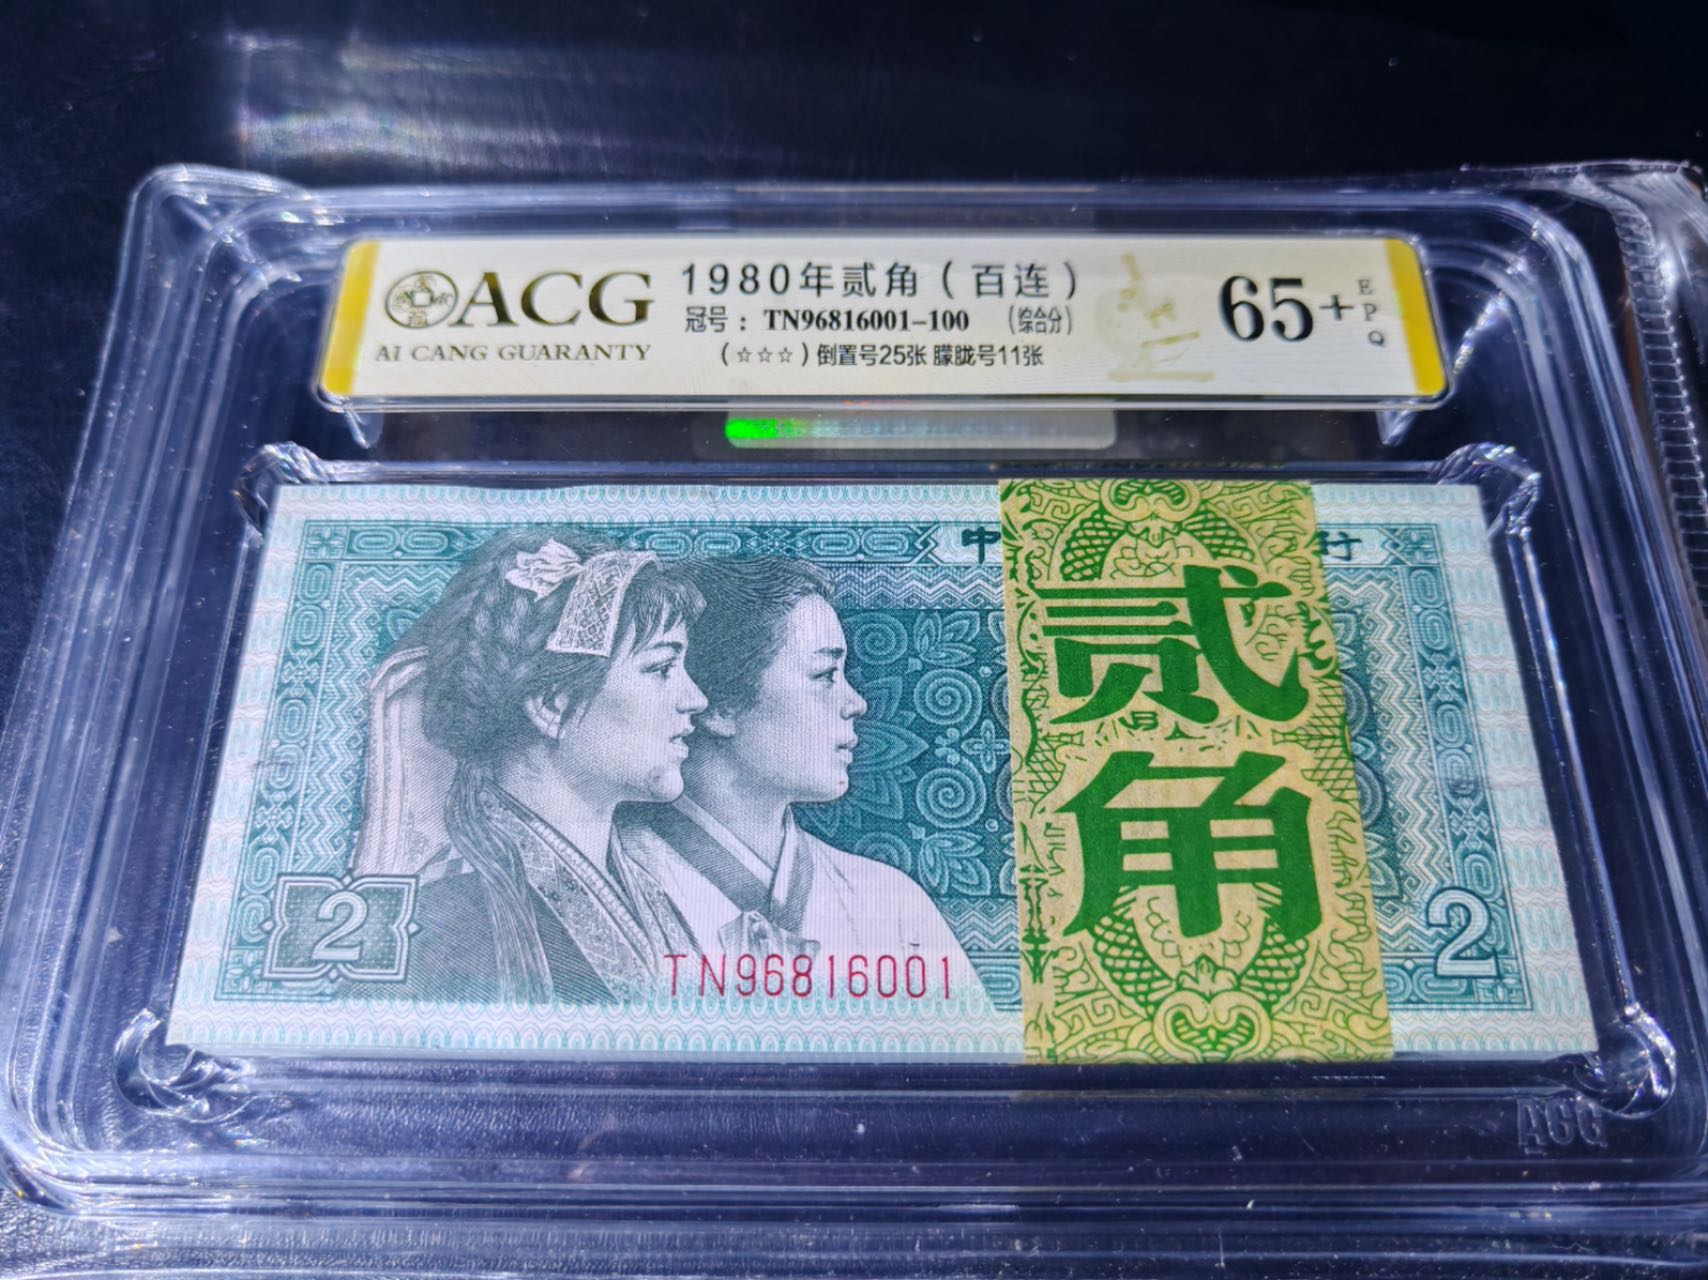 ACG
AI CANG GUARANTY
1980年贰角（百连）
冠号：TN96816001-100 （综合分）
（☆☆☆）倒置号25张 朦胧号11张
65+
EPQ
中
行
贰
角
2
TN96816001
2
ACG